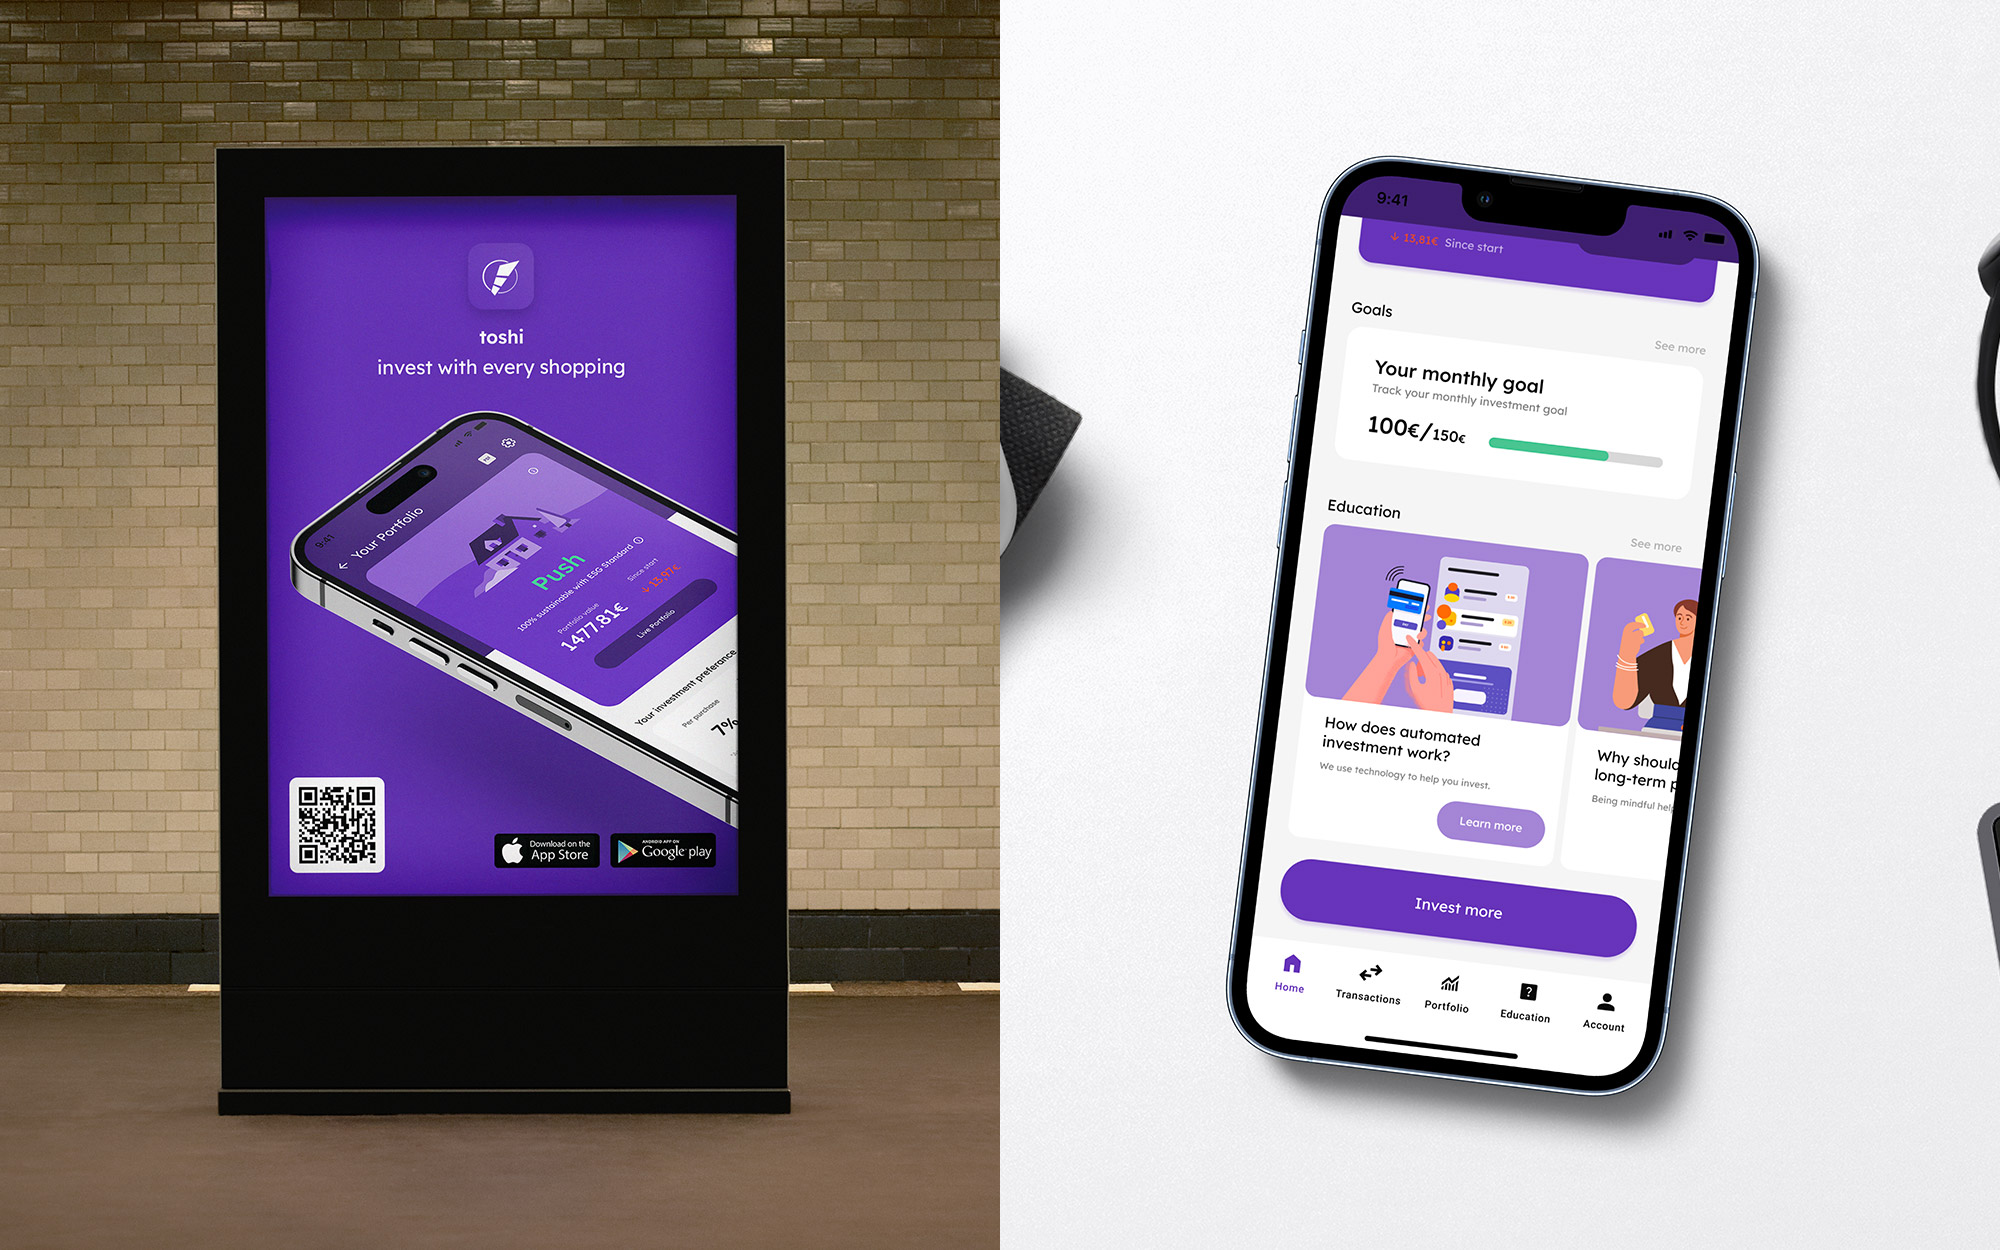 toshi
invest with every shopping
9:41
Your Portfolio
Push
100% sustainable with ESG Standard
Portfolio value
1477.81€
Since start
↓ 13,97€
Live Portfolio
Your investment preferance
Per purchase
7%
Download on the
App Store
ANDROID APP ON
Google play
9:41
↓ 13,81€ Since start
Goals
See more
Your monthly goal
Track your monthly investment goal
100€/150€
Education
See more
How does automated
investment work?
We use technology to help you invest.
Learn more
Why should
long-term p
Being mindful help
Invest more
Home
Transactions
Portfolio
Education
Account